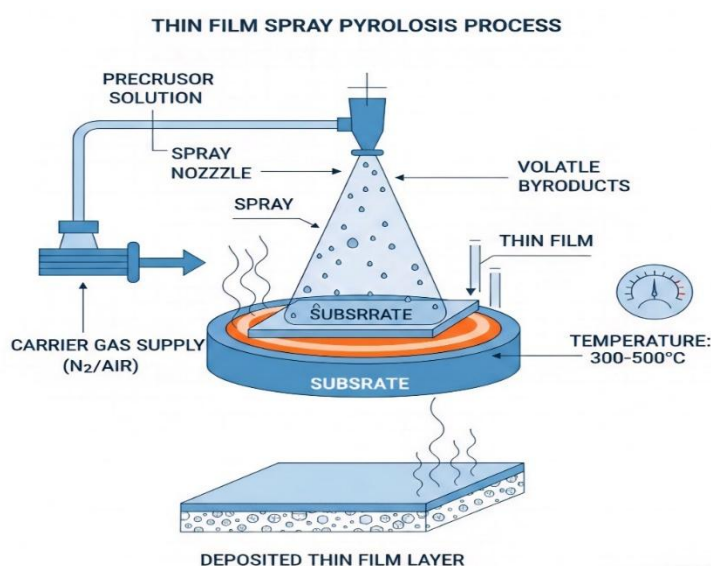 THIN FILM SPRAY PYROLOSIS PROCESS
PRECRUSOR
SOLUTION
SPRAY
NOZZZLE
VOLATLE
BYRODUCTS
SPRAY
THIN FILM
SUBSRRATE
CARRIER GAS SUPPLY
(N₂/AIR)
TEMPERATURE:
300-500°C
SUBSRATE
DEPOSITED THIN FILM LAYER